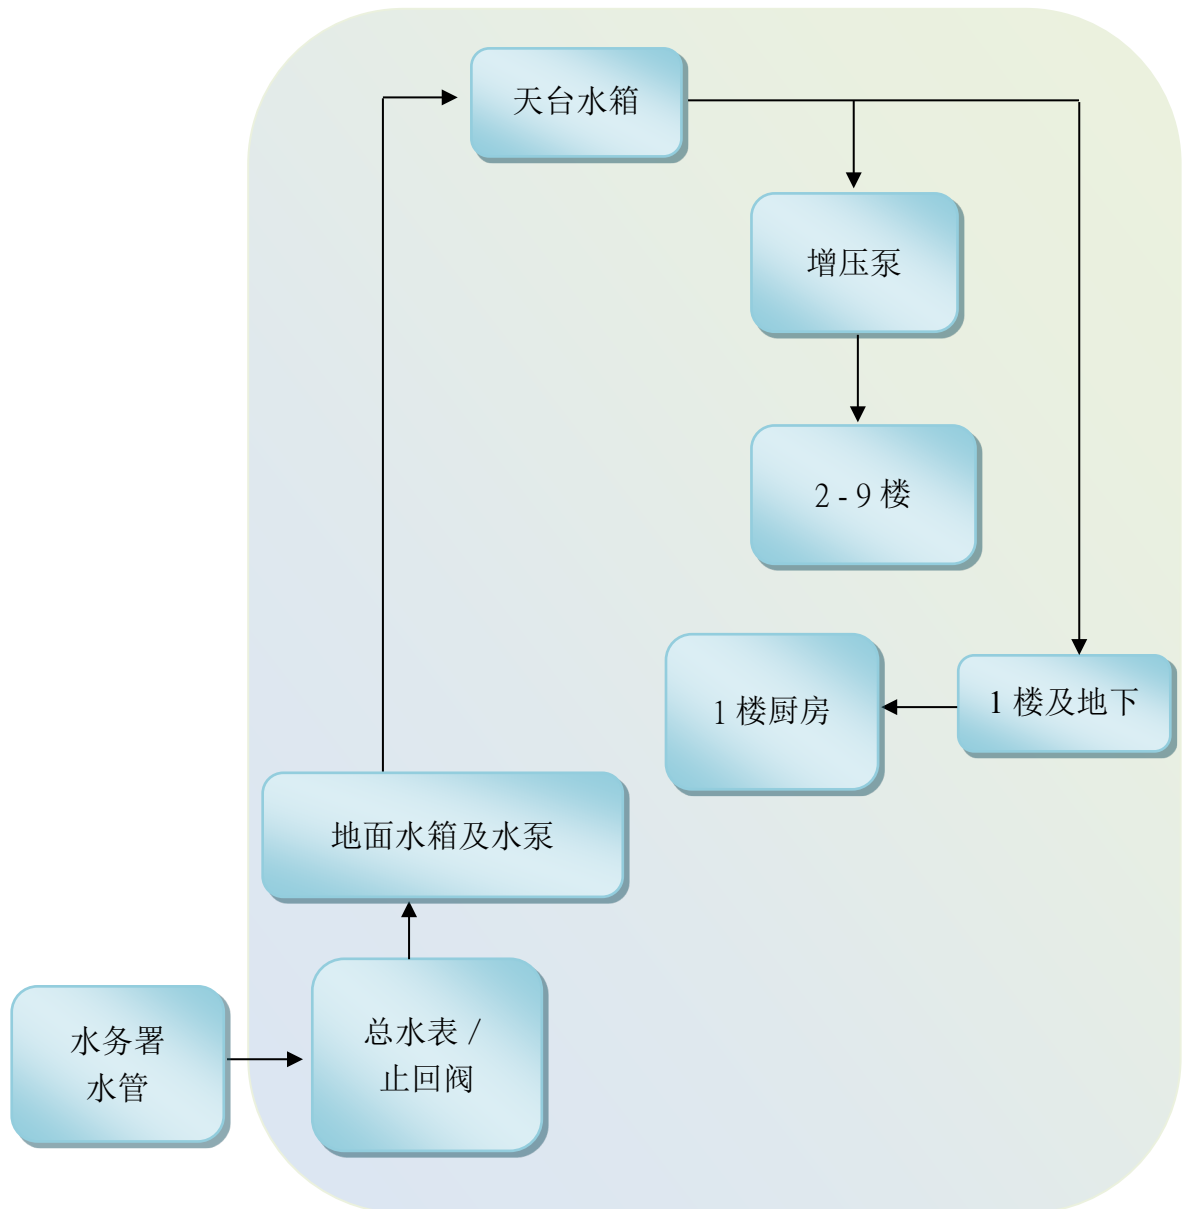 天台水箱
增压泵
2 - 9 楼
1 楼厨房
1 楼及地下
地面水箱及水泵
总水表 /
止回阀
水务署
水管